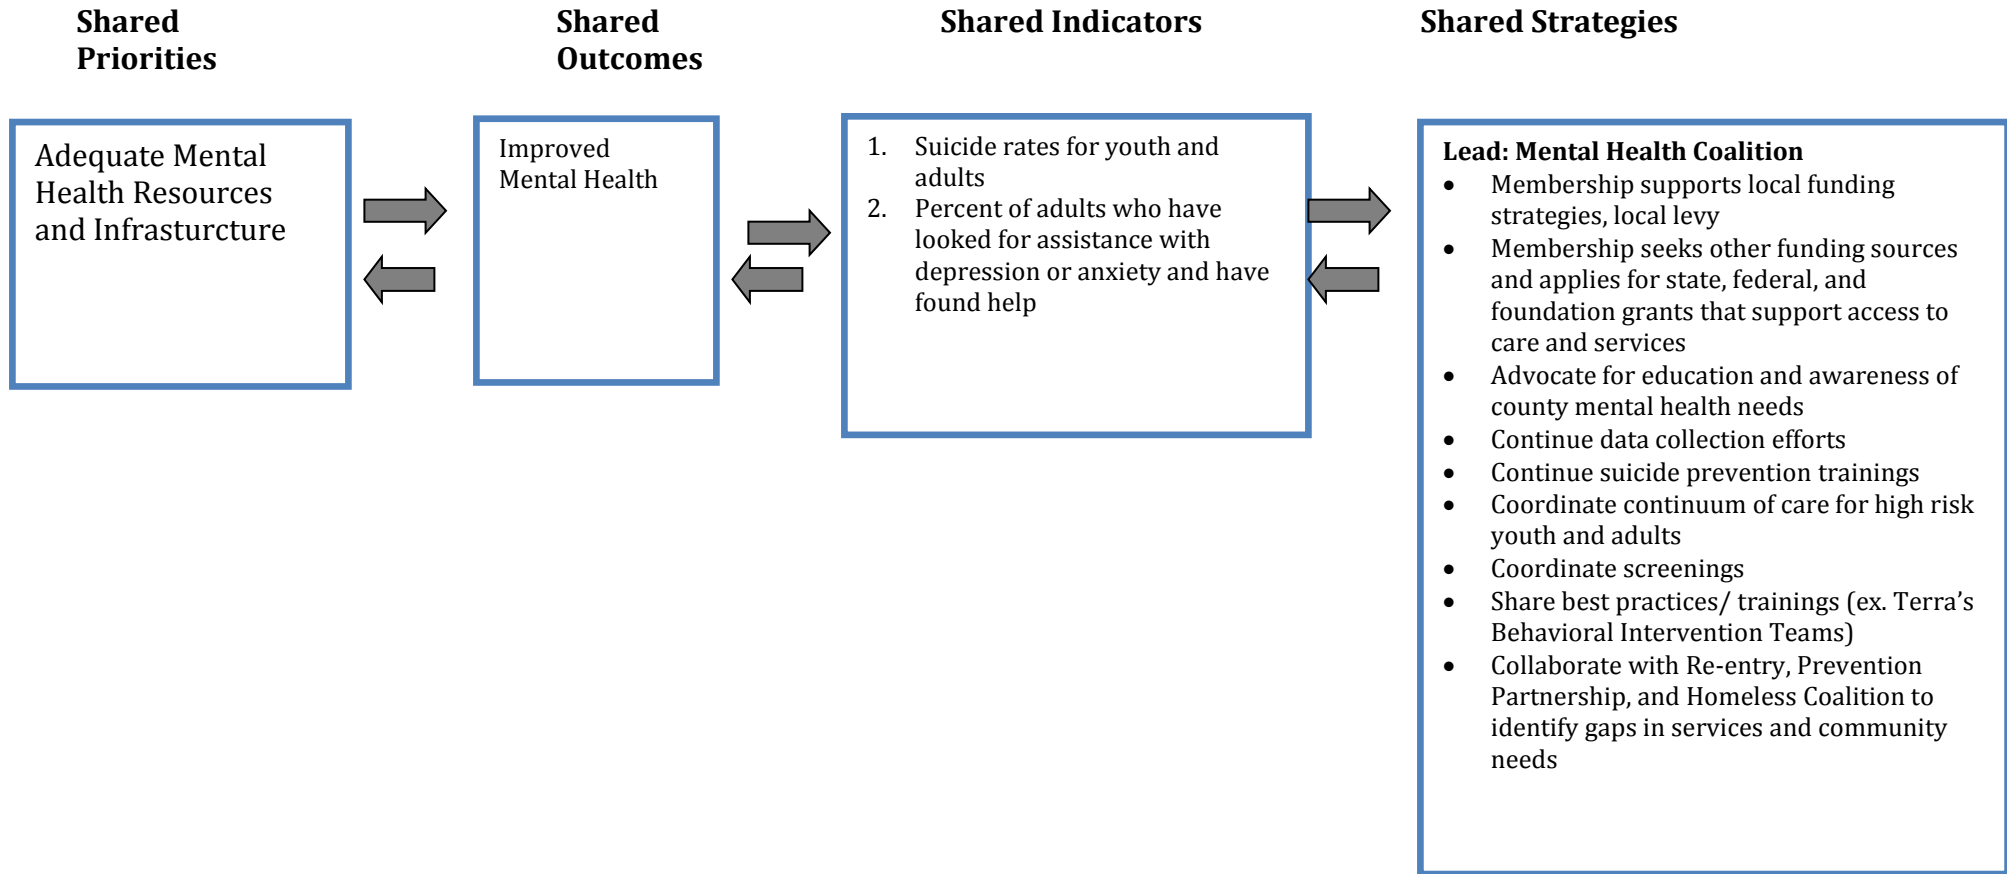 Shared
Priorities
Shared
Outcomes
Shared Indicators
Shared Strategies
Adequate Mental
Health Resources
and Infrasturcture
Improved
Mental Health
1. Suicide rates for youth and
adults
2. Percent of adults who have
looked for assistance with
depression or anxiety and have
found help
Lead: Mental Health Coalition
• Membership supports local funding
strategies, local levy
• Membership seeks other funding sources
and applies for state, federal, and
foundation grants that support access to
care and services
• Advocate for education and awareness of
county mental health needs
• Continue data collection efforts
• Continue suicide prevention trainings
• Coordinate continuum of care for high risk
youth and adults
• Coordinate screenings
• Share best practices/ trainings (ex. Terra’s
Behavioral Intervention Teams)
• Collaborate with Re-entry, Prevention
Partnership, and Homeless Coalition to
identify gaps in services and community
needs